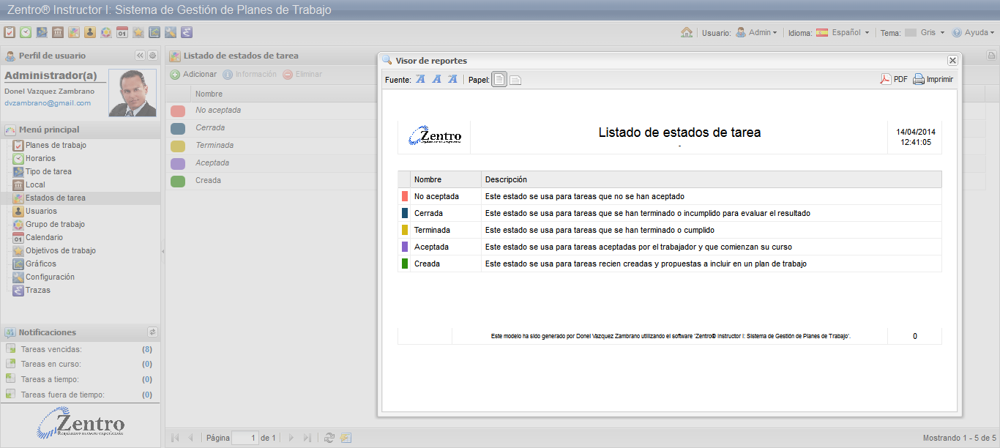 Zentro® Instructor I: Sistema de Gestión de Planes de Trabajo
Usuario: Admin Idioma: Español Tema: Gris Ayuda
Perfil de usuario
Administrador(a)
Donel Vazquez Zambrano
dvzambrano@gmail.com
Menú principal
Planes de trabajo
Horarios
Tipo de tarea
Local
Estados de tarea
Usuarios
Grupo de trabajo
Calendario
Objetivos de trabajo
Gráficos
Configuración
Trazas
Notificaciones
Tareas vencidas: (8)
Tareas en curso: (0)
Tareas a tiempo: (0)
Tareas fuera de tiempo: (0)
Zentro
Regulamos nuestra experiencia
Listado de estados de tarea
Adicionar Información Eliminar
Nombre
No aceptada
Cerrada
Terminada
Aceptada
Creada
Página 1 de 1
Mostrando 1 - 5 de 5
Visor de reportes
Fuente: A A A Papel: PDF Imprimir
Zentro
Listado de estados de tarea
-
14/04/2014
12:41:05
Nombre Descripción
No aceptada Este estado se usa para tareas que no se han aceptado
Cerrada Este estado se usa para tareas que se han terminado o incumplido para evaluar el resultado
Terminada Este estado se usa para tareas que se han terminado o cumplido
Aceptada Este estado se usa para tareas aceptadas por el trabajador y que comienzan su curso
Creada Este estado se usa para tareas recien creadas y propuestas a incluir en un plan de trabajo
Este modelo ha sido generado por Donel Vazquez Zambrano utilizando el software 'Zentro® Instructor I: Sistema de Gestión de Planes de Trabajo'.
0